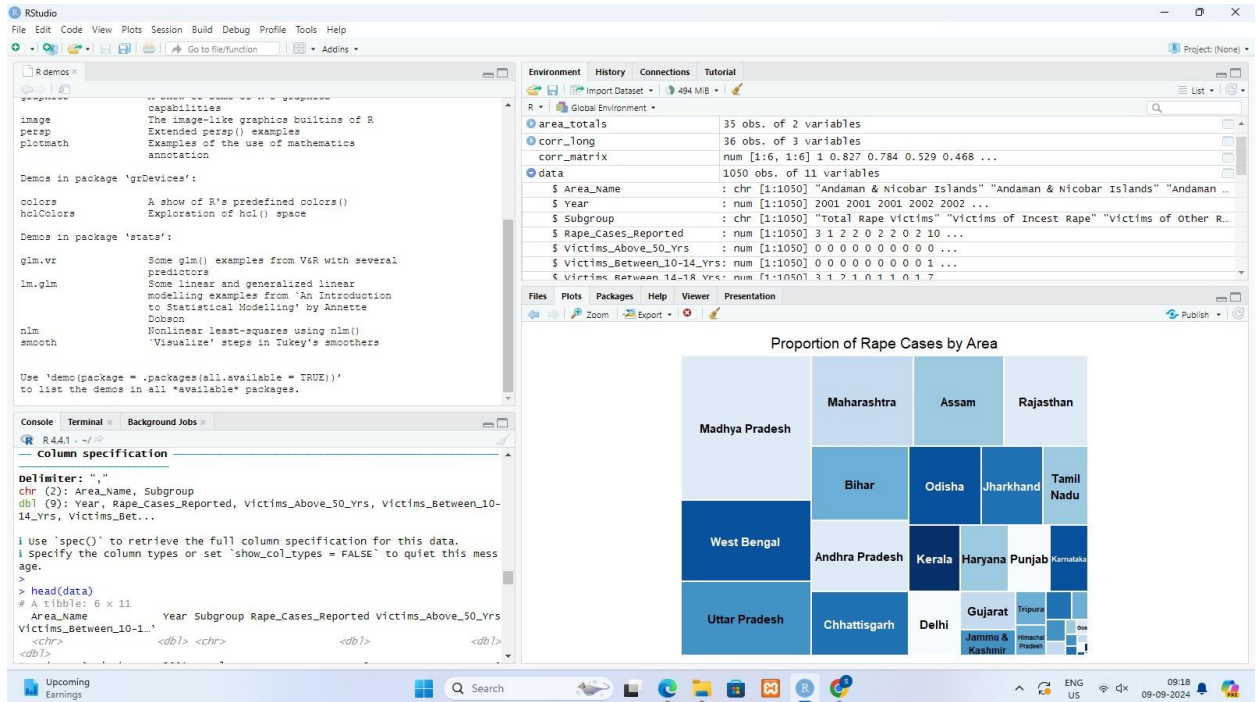 RStudio
File Edit Code View Plots Session Build Debug Profile Tools Help
Go to file/function
Addins
Project: (None)
R demos
capabilities
image The image-like graphics builtins of R
persp Extended persp() examples
plotmath Examples of the use of mathematics
annotation
Demos in package 'grDevices':
colors A show of R's predefined colors()
hclColors Exploration of hcl() space
Demos in package 'stats':
glm.vr Some glm() examples from V&R with several
predictors
lm.glm Some linear and generalized linear
modelling examples from `An Introduction
to Statistical Modelling' by Annette
Dobson
nlm Nonlinear least-squares using nlm()
smooth `Visualize' steps in Tukey's smoothers
Use 'demo(package = .packages(all.available = TRUE))'
to list the demos in all *available* packages.
Console Terminal Background Jobs
R 4.4.1 · ~/
— Column specification
Delimiter: ","
chr (2): Area_Name, Subgroup
dbl (9): Year, Rape_Cases_Reported, Victims_Above_50_Yrs, Victims_Between_10-
14_Yrs, Victims_Bet...
i Use `spec()` to retrieve the full column specification for this data.
i Specify the column types or set `show_col_types = FALSE` to quiet this mess
age.
>
> head(data)
# A tibble: 6 × 11
Area_Name Year Subgroup Rape_Cases_Reported Victims_Above_50_Yrs
Victims_Between_10-1…¹
<chr> <dbl> <chr> <dbl> <dbl>
<dbl>
Environment History Connections Tutorial
Import Dataset 494 MiB List
R Global Environment
area_totals 35 obs. of 2 variables
corr_long 36 obs. of 3 variables
corr_matrix num [1:6, 1:6] 1 0.827 0.784 0.529 0.468 ...
data 1050 obs. of 11 variables
$ Area_Name : chr [1:1050] "Andaman & Nicobar Islands" "Andaman & Nicobar Islands" "Andaman …
$ Year : num [1:1050] 2001 2001 2001 2002 2002 ...
$ Subgroup : chr [1:1050] "Total Rape Victims" "Victims of Incest Rape" "Victims of Other R…
$ Rape_Cases_Reported : num [1:1050] 3 1 2 2 0 2 2 0 2 10 ...
$ Victims_Above_50_Yrs : num [1:1050] 0 0 0 0 0 0 0 0 0 0 ...
$ Victims_Between_10-14_Yrs: num [1:1050] 0 0 0 0 0 0 0 0 0 1 ...
$ Victims_Between_14-18_Yrs: num [1:1050] 3 1 2 1 0 1 1 0 1 7
Files Plots Packages Help Viewer Presentation
Zoom Export Publish
Proportion of Rape Cases by Area
Madhya Pradesh
Maharashtra
Assam
Rajasthan
West Bengal
Bihar
Odisha
Jharkhand
Tamil
Nadu
Uttar Pradesh
Andhra Pradesh
Kerala
Haryana
Punjab
Karnataka
Chhattisgarh
Delhi
Gujarat
Tripura
Jammu &
Kashmir
Himachal
Pradesh
Goa
Upcoming
Earnings
Search
ENG
US
09:18
09-09-2024